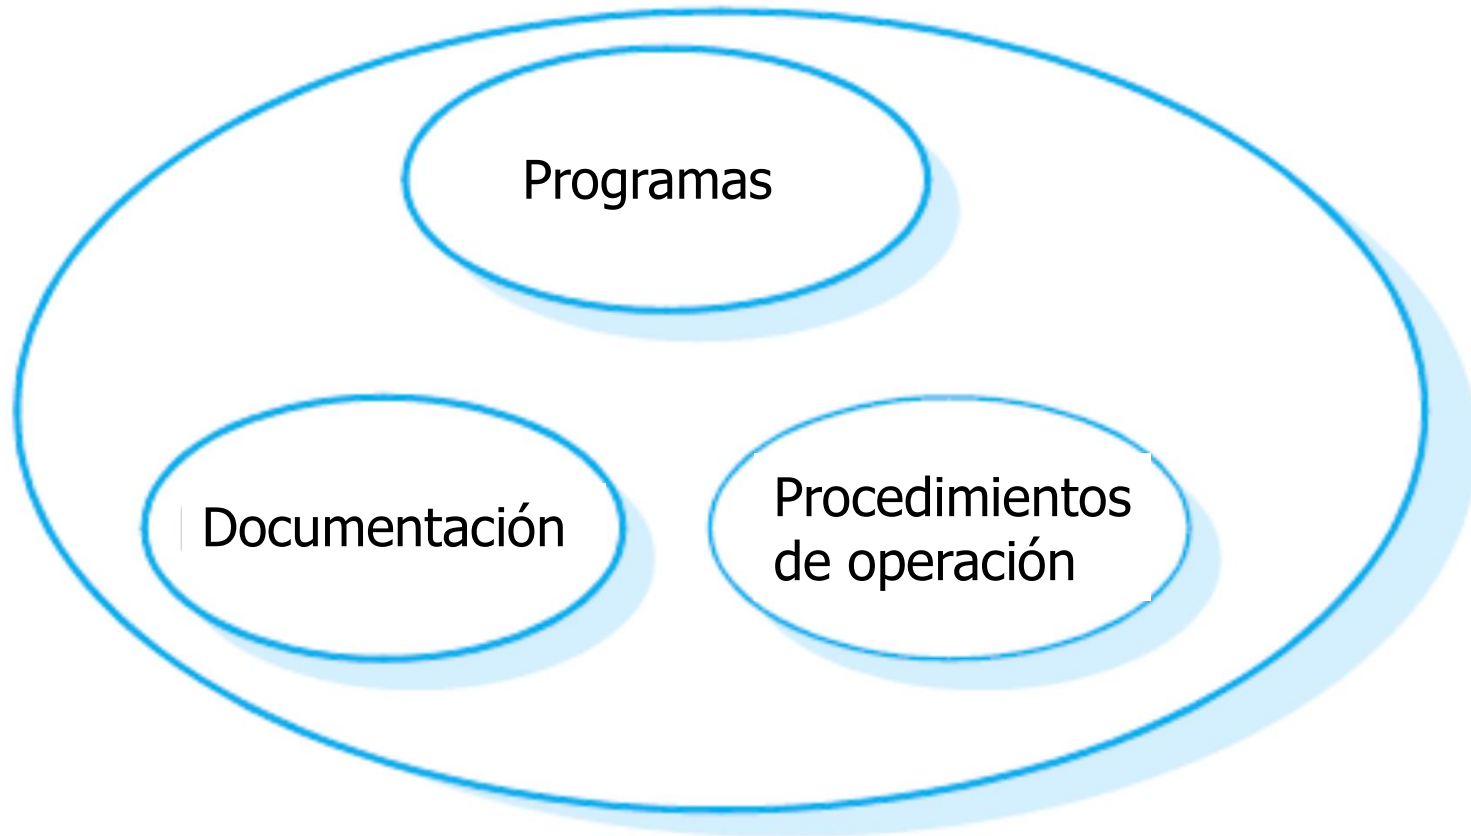 Programas
Documentación
Procedimientos
de operación